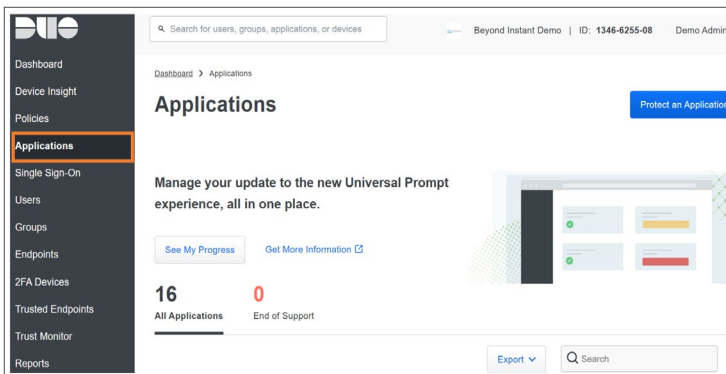 DUO
Search for users, groups, applications, or devices
Beyond Instant Demo | ID: 1346-6255-08 Demo Admin
Dashboard
Device Insight
Policies
Applications
Single Sign-On
Users
Groups
Endpoints
2FA Devices
Trusted Endpoints
Trust Monitor
Reports
Dashboard > Applications
Applications
Protect an Application
Manage your update to the new Universal Prompt
experience, all in one place.
See My Progress Get More Information
16 0
All Applications End of Support
Export Search